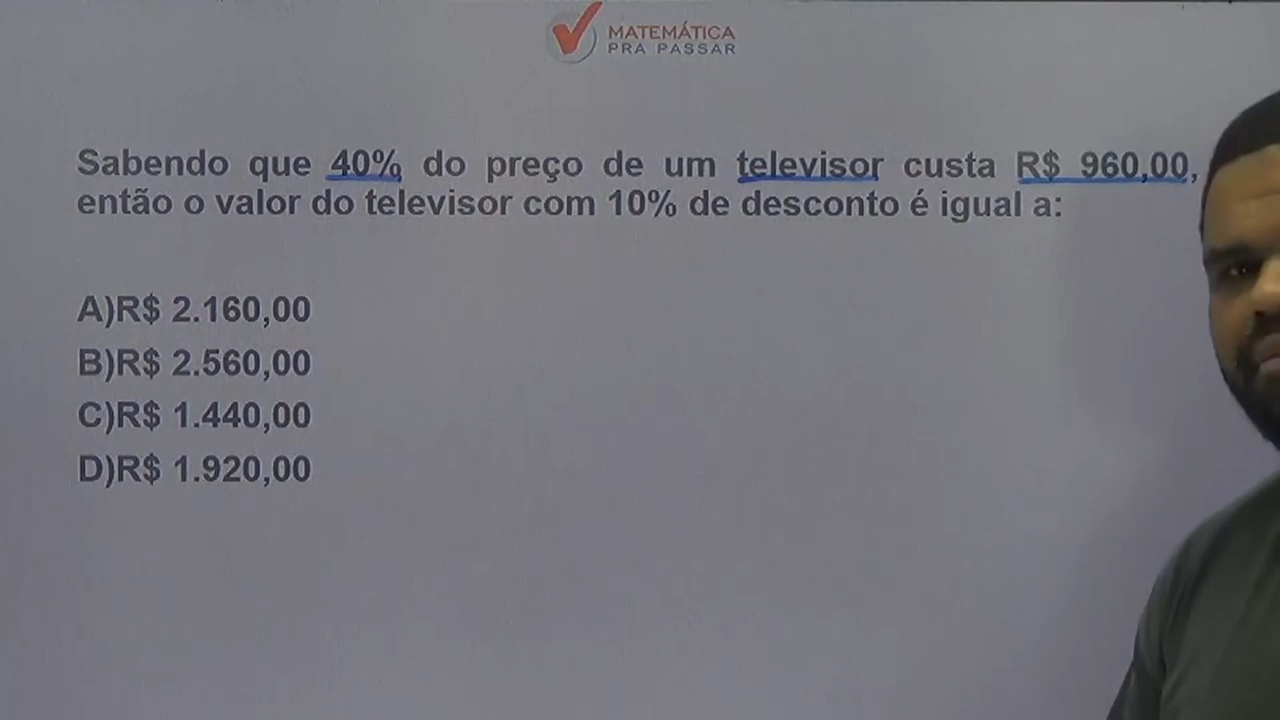 MATEMÁTICA
PRA PASSAR
Sabendo que 40% do preço de um televisor custa R$ 960,00,
então o valor do televisor com 10% de desconto é igual a:
A)R$ 2.160,00
B)R$ 2.560,00
C)R$ 1.440,00
D)R$ 1.920,00